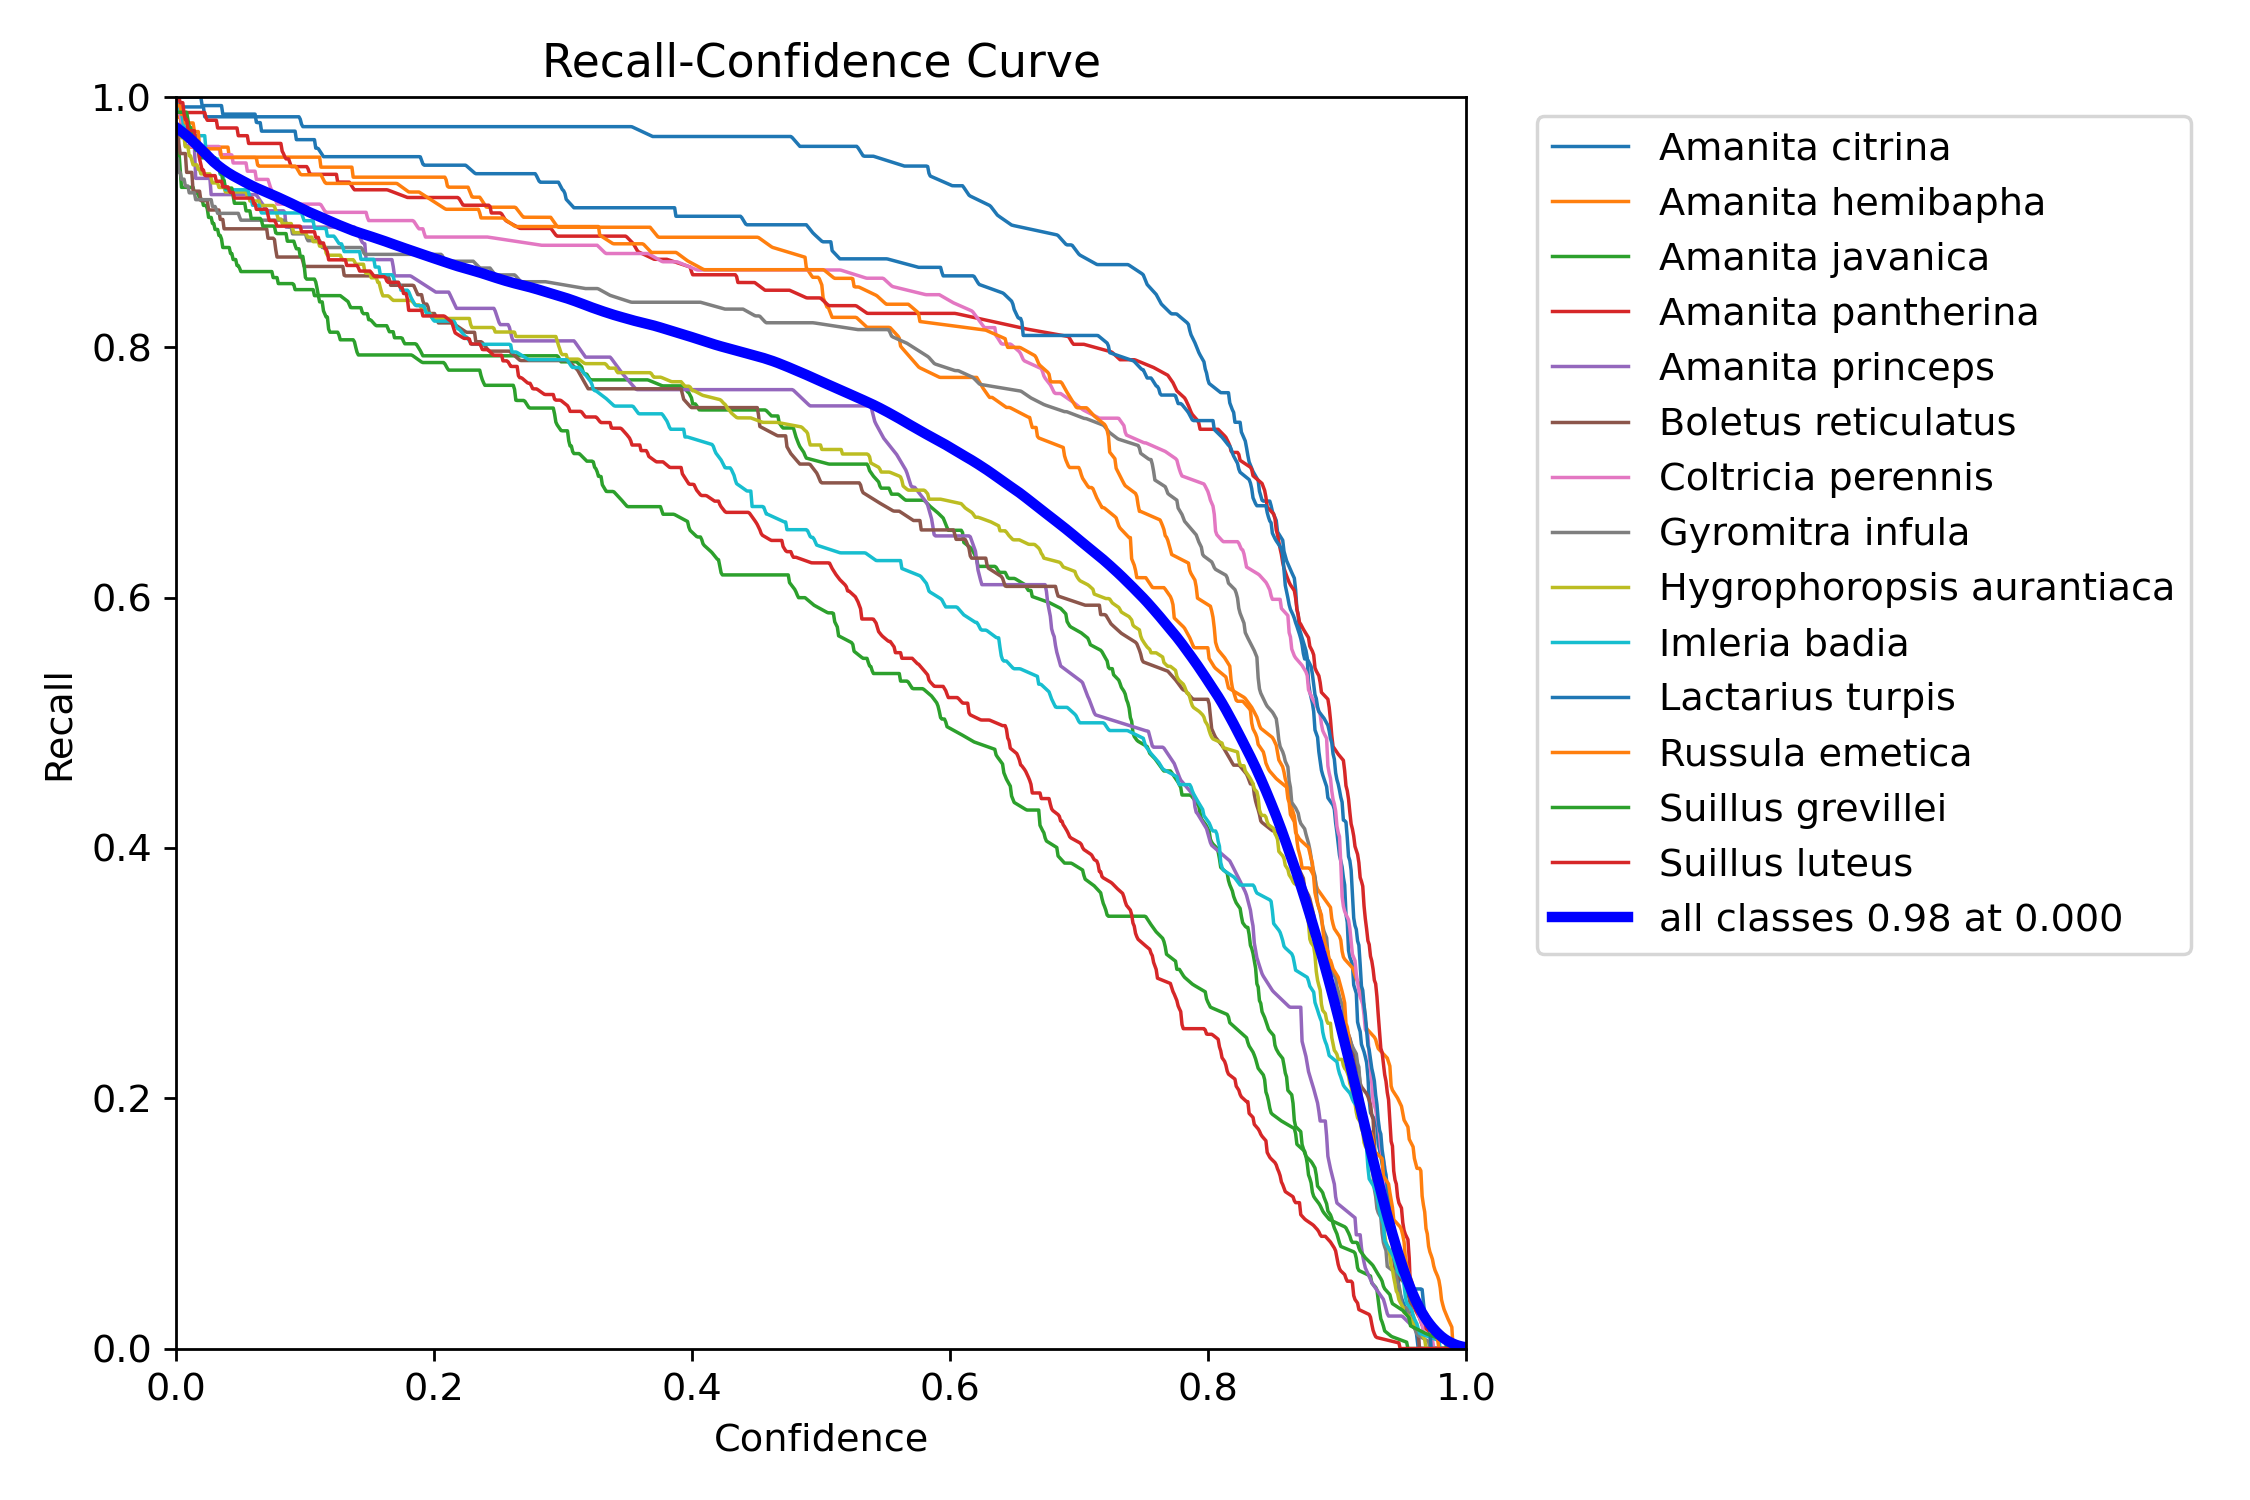 Recall-Confidence Curve
1.0
0.8
0.6
0.4
0.2
0.0
Recall
0.0 0.2 0.4 0.6 0.8 1.0
Confidence
Amanita citrina
Amanita hemibapha
Amanita javanica
Amanita pantherina
Amanita princeps
Boletus reticulatus
Coltricia perennis
Gyromitra infula
Hygrophoropsis aurantiaca
Imleria badia
Lactarius turpis
Russula emetica
Suillus grevillei
Suillus luteus
all classes 0.98 at 0.000